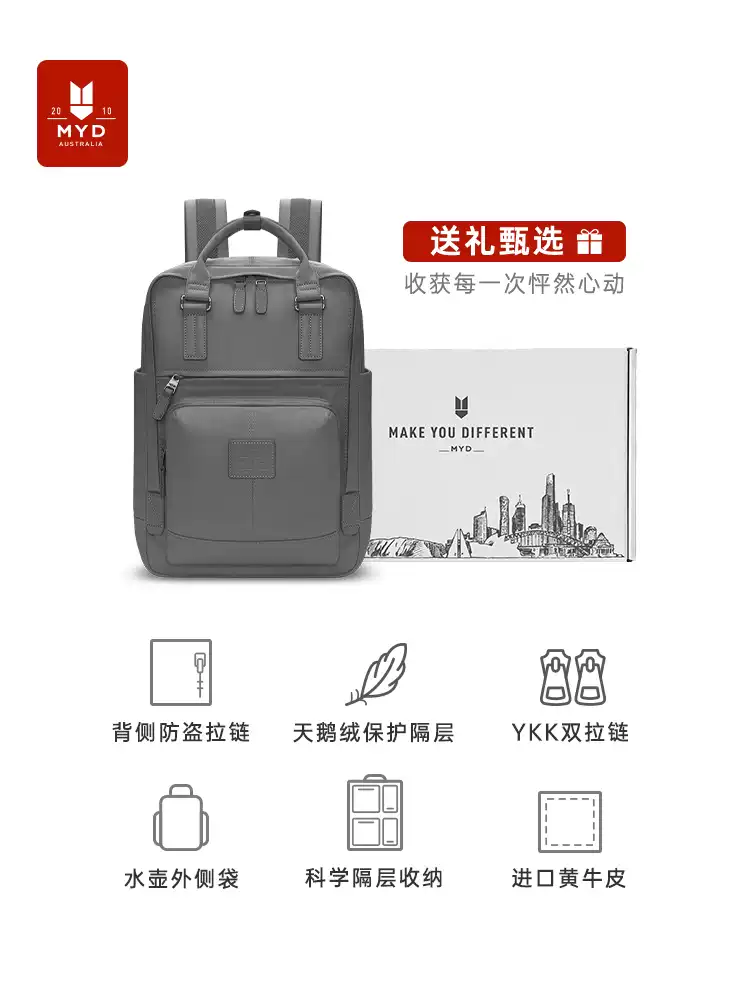 20 10
MYD
AUSTRALIA
送礼甄选
收获每一次怦然心动
MAKE YOU DIFFERENT
MYD
背侧防盗拉链
天鹅绒保护隔层
YKK双拉链
水壶外侧袋
科学隔层收纳
进口黄牛皮